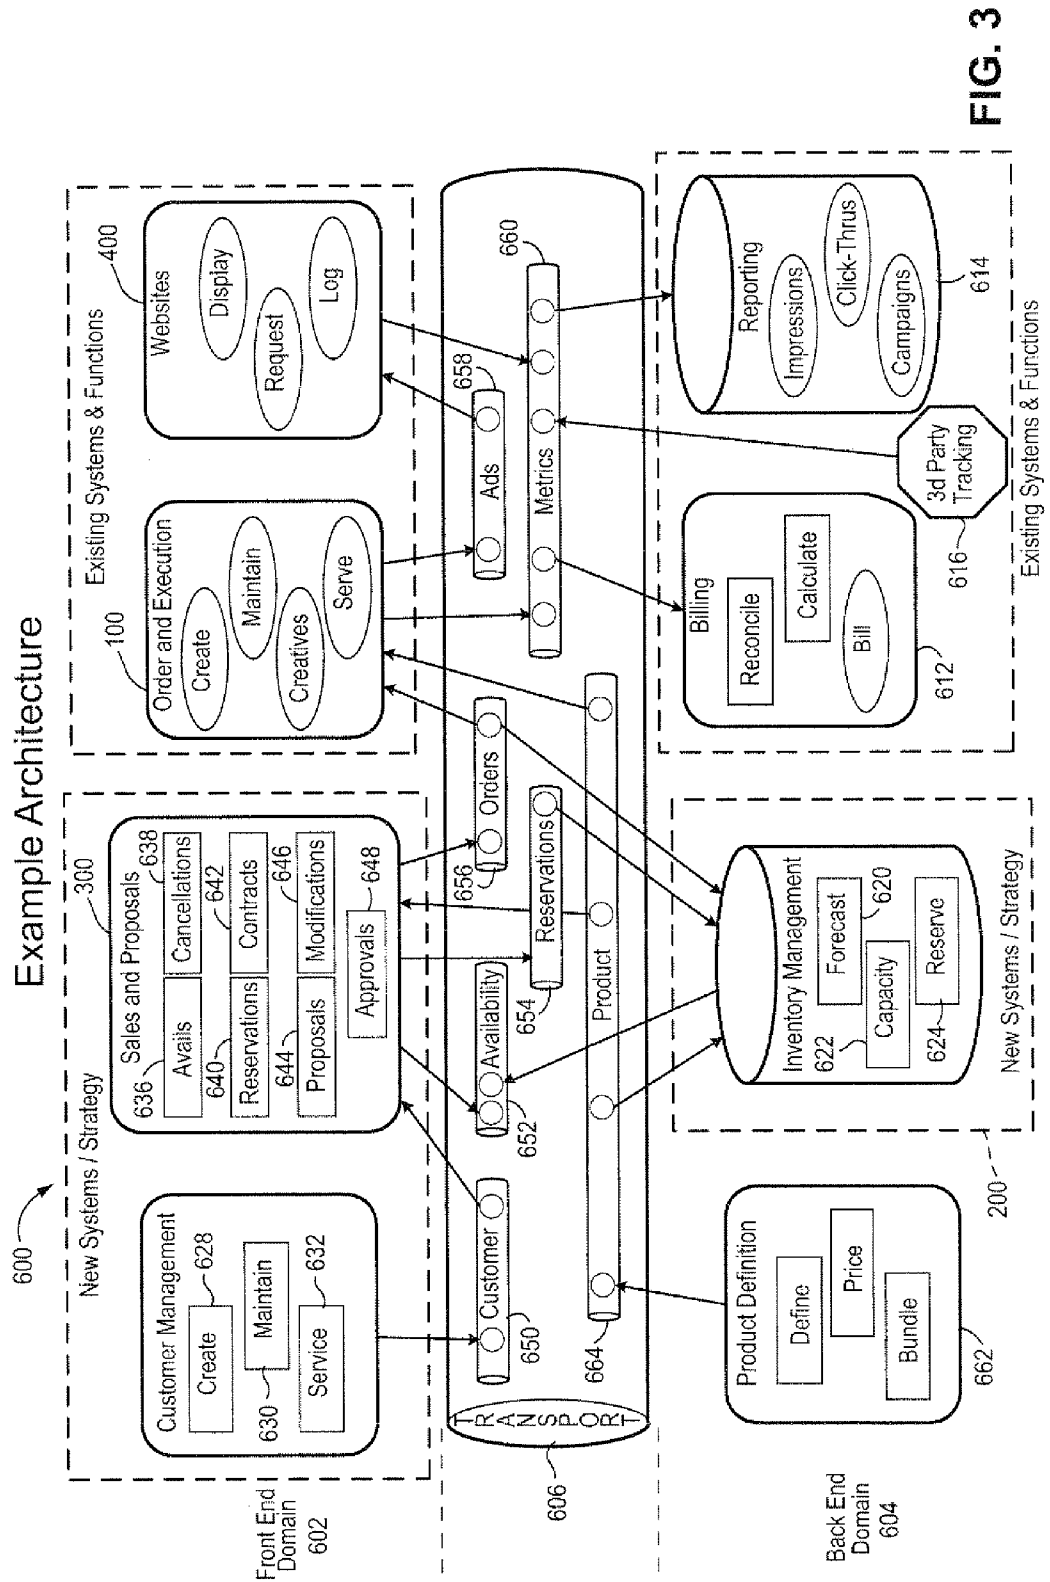 Example Architecture
600
Front End
Domain
602
New Systems / Strategy
Customer Management
Create
628
Maintain
630
Service
632
Sales and Proposals
300
636
Avails
Cancellations
638
640
Reservations
Contracts
642
644
Proposals
Modifications
646
Approvals
648
Existing Systems & Functions
Order and Execution
100
Create
Maintain
Creatives
Serve
Websites
400
Display
Request
Log
TRANSPORT
606
Customer
650
Availability
652
Reservations
654
Orders
656
Ads
658
Metrics
660
Product
664
Back End
Domain
604
Product Definition
Define
Price
Bundle
662
Inventory Management
Forecast
620
622
Capacity
624
Reserve
New Systems / Strategy
200
Billing
Reconcile
Calculate
Bill
612
3d Party
Tracking
616
Reporting
Impressions
Click-Thrus
Campaigns
614
Existing Systems & Functions
FIG. 3